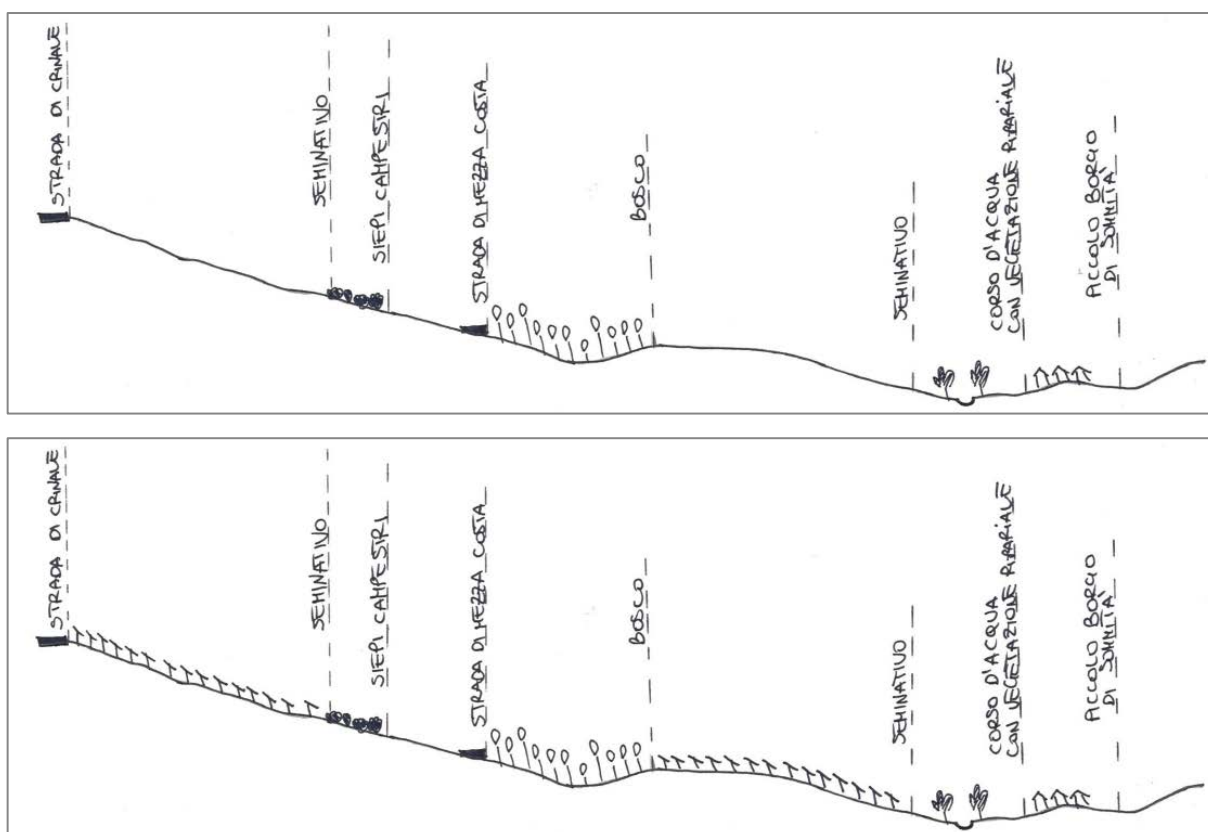 STRADA DI CRINALE
SEMINATIVO
SIEPI CAMPESTRI
STRADA DI MEZZA COSTA
BOSCO
SEMINATIVO
CORSO D'ACQUA
CON VEGETAZIONE RIPARIALE
PICCOLO BORGO
DI SOMMITÀ
STRADA DI CRINALE
SEMINATIVO
SIEPI CAMPESTRI
STRADA DI MEZZA COSTA
BOSCO
SEMINATIVO
CORSO D'ACQUA
CON VEGETAZIONE RIPARIALE
PICCOLO BORGO
DI SOMMITÀ